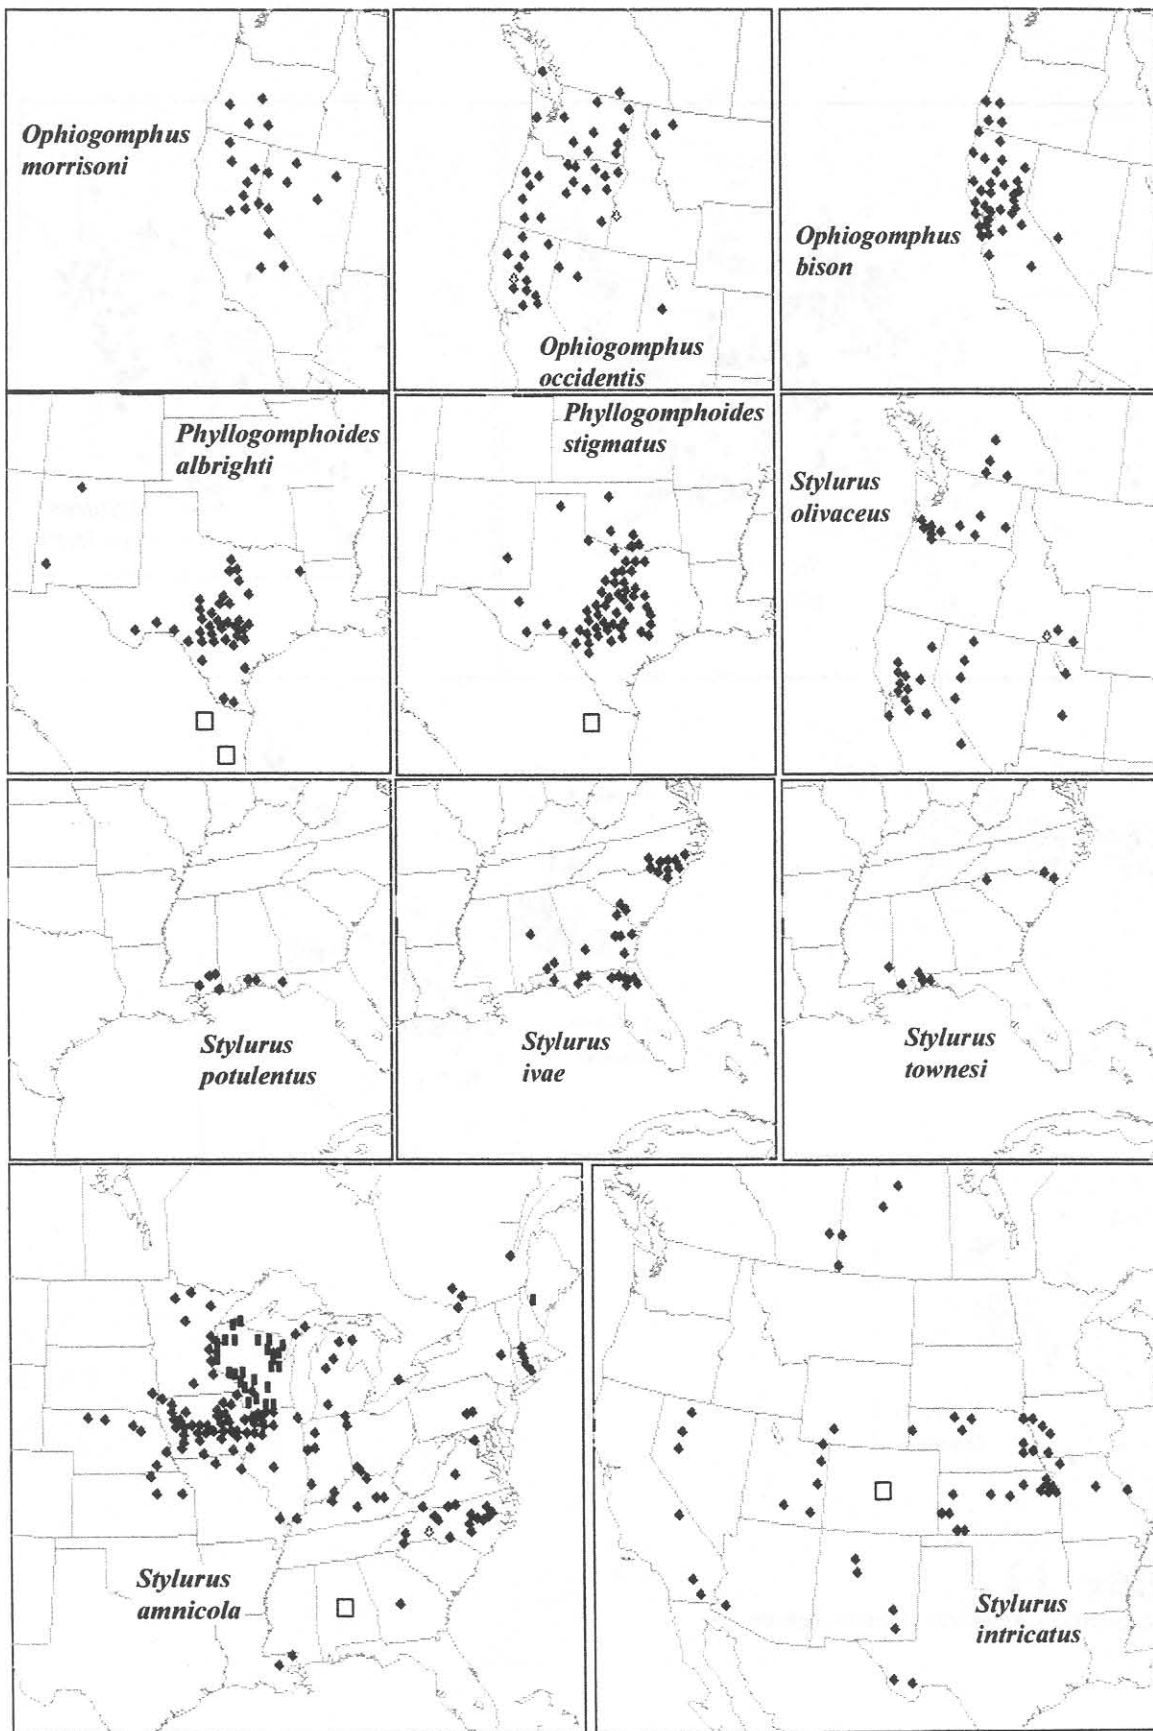 Ophiogomphus
morrisoni
Ophiogomphus
occidentis
Ophiogomphus
bison
Phyllogomphoides
albrighti
Phyllogomphoides
stigmatus
Stylurus
olivaceus
Stylurus
potulentus
Stylurus
ivae
Stylurus
townesi
Stylurus
amnicola
Stylurus
intricatus